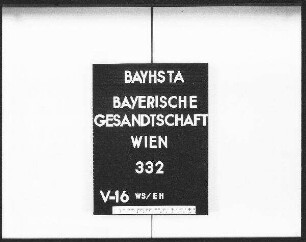 BAYHSTA
BAYERISCHE
GESANDTSCHAFT
WIEN
332
V-16 WS/EH